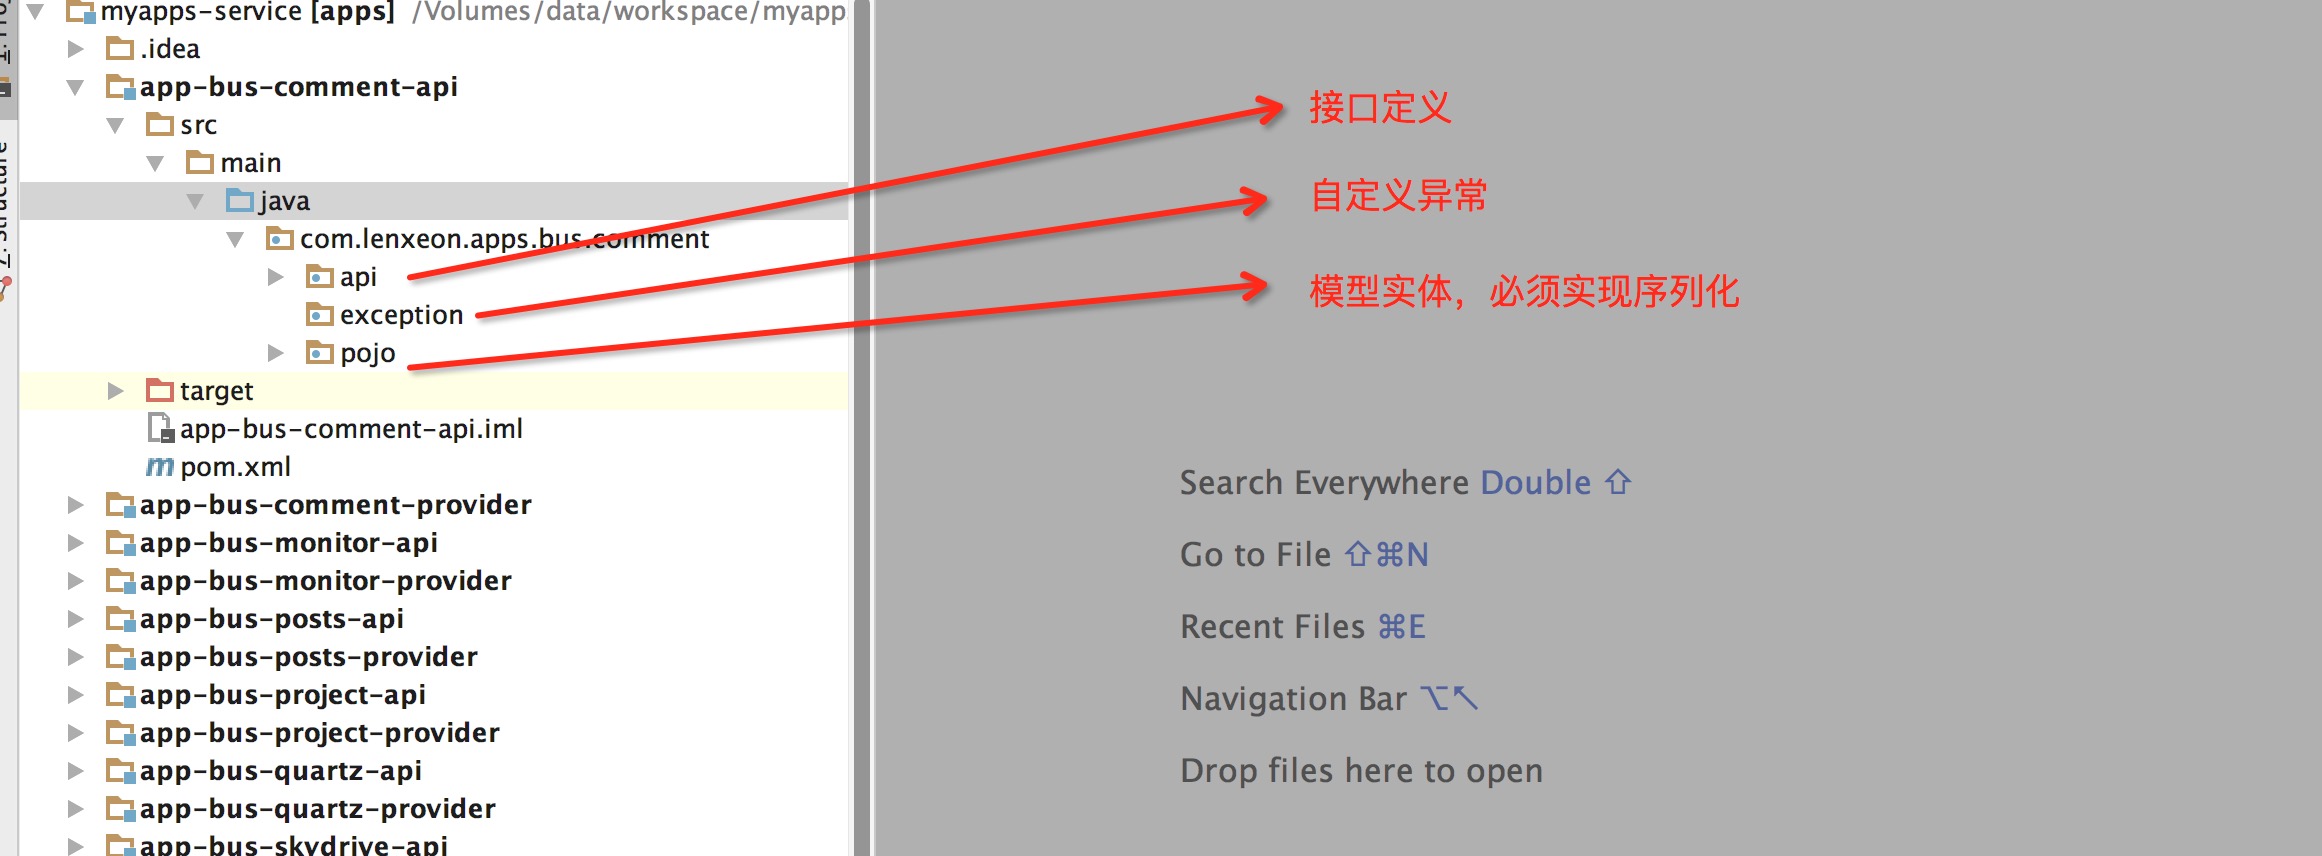 myapps-service [apps] /Volumes/data/workspace/myapp
.idea
app-bus-comment-api
src
main
java
com.lenxeon.apps.bus.comment
api
exception
pojo
target
app-bus-comment-api.iml
pom.xml
app-bus-comment-provider
app-bus-monitor-api
app-bus-monitor-provider
app-bus-posts-api
app-bus-posts-provider
app-bus-project-api
app-bus-project-provider
app-bus-quartz-api
app-bus-quartz-provider
app-bus-skydrive-api
7: Structure
接口定义
自定义异常
模型实体，必须实现序列化
Search Everywhere Double ⇧
Go to File ⇧⌘N
Recent Files ⌘E
Navigation Bar ⌥↖
Drop files here to open